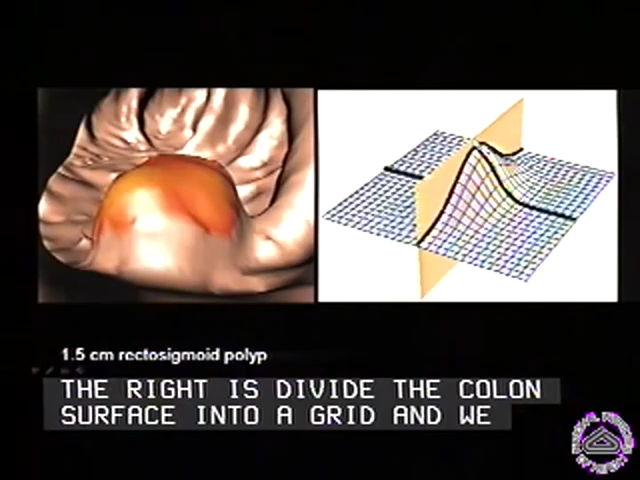 1.5 cm rectosigmoid polyp
THE RIGHT IS DIVIDE THE COLON
SURFACE INTO A GRID AND WE